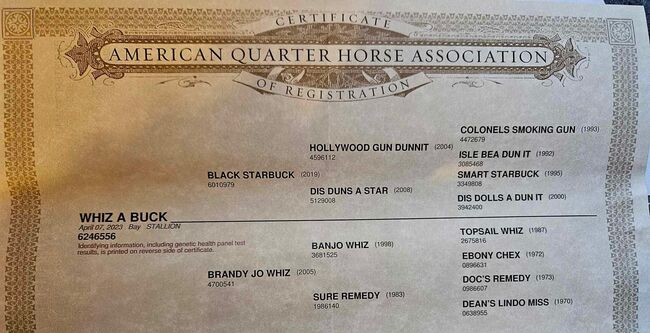 CERTIFICATE
AMERICAN QUARTER HORSE ASSOCIATION
OF REGISTRATION
COLONELS SMOKING GUN (1993)
4472679
HOLLYWOOD GUN DUNNIT (2004)
4596112
ISLE BEA DUN IT (1992)
3085468
BLACK STARBUCK (2019)
6010979
SMART STARBUCK (1995)
3349808
DIS DUNS A STAR (2008)
5129008
DIS DOLLS A DUN IT (2000)
3942400
WHIZ A BUCK
April 07, 2023 Bay STALLION
6246556
Identifying information, including genetic health panel test
results, is printed on reverse side of certificate.
TOPSAIL WHIZ (1987)
2675816
BANJO WHIZ (1998)
3681525
EBONY CHEX (1972)
0896631
BRANDY JO WHIZ (2005)
4700541
DOC'S REMEDY (1973)
0986607
SURE REMEDY (1983)
1986140
DEAN'S LINDO MISS (1970)
0638955